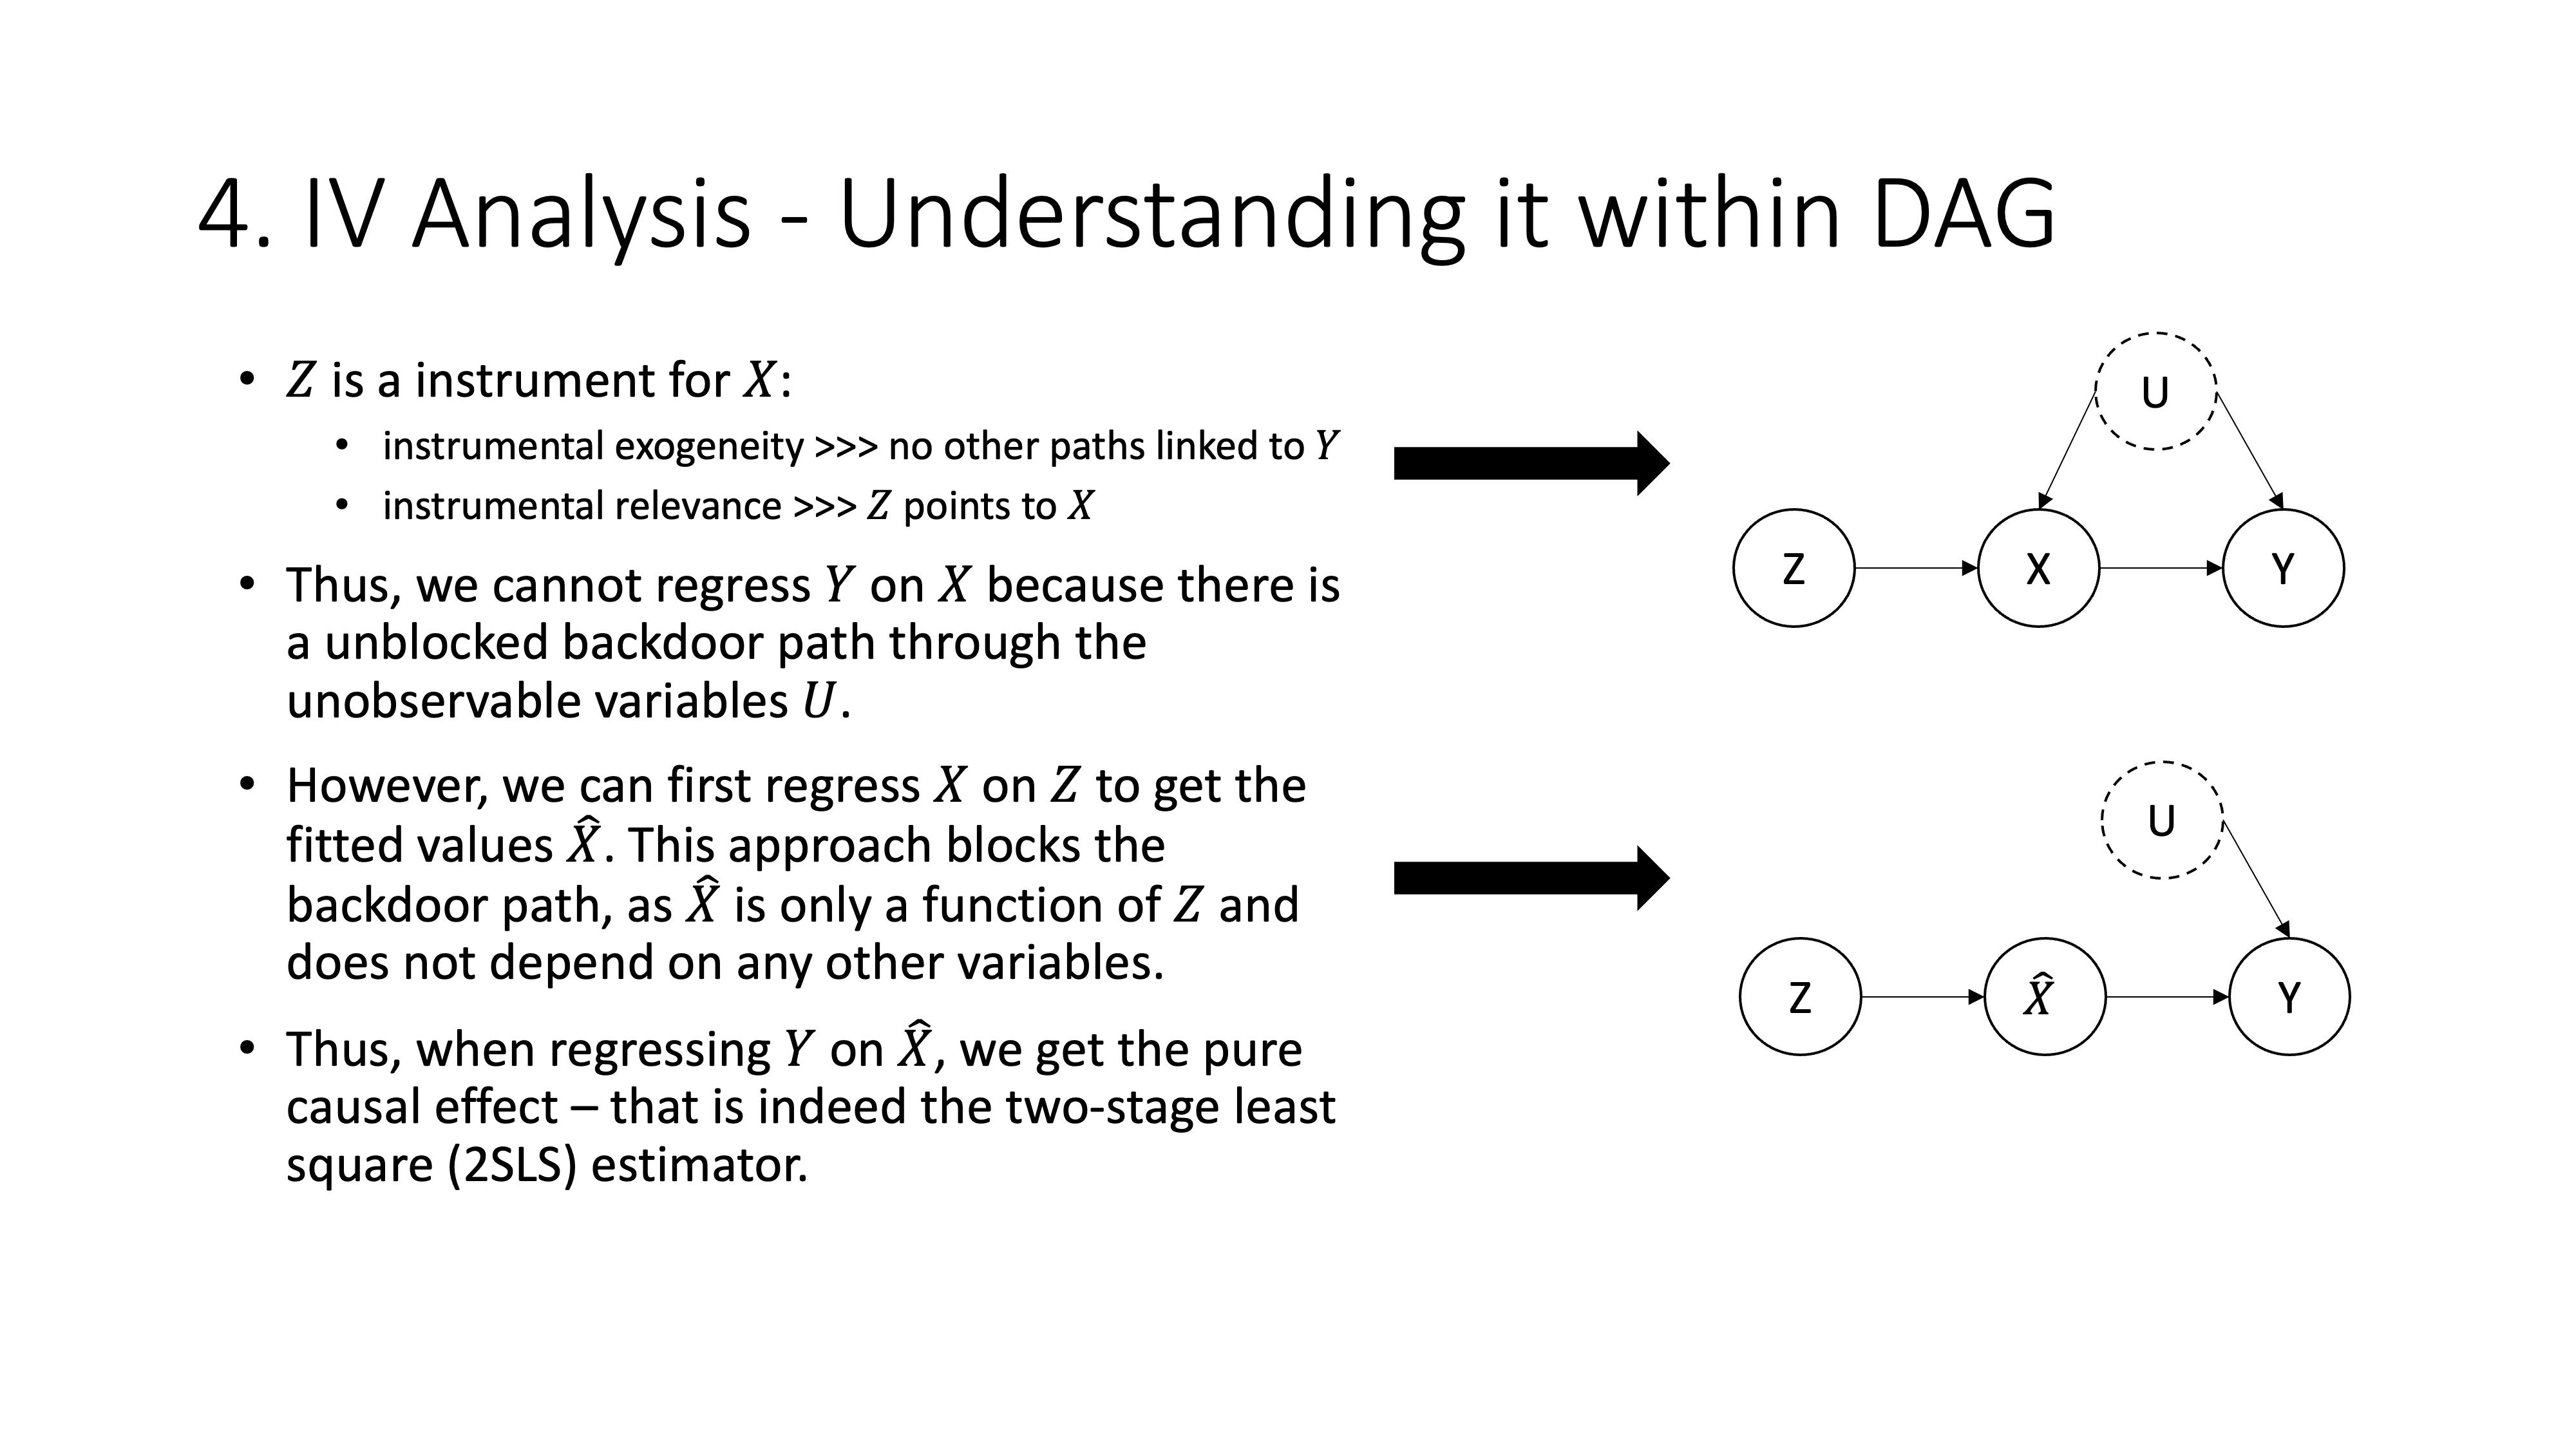 4. IV Analysis - Understanding it within DAG
• Z is a instrument for X:
• instrumental exogeneity >>> no other paths linked to Y
• instrumental relevance >>> Z points to X
• Thus, we cannot regress Y on X because there is
a unblocked backdoor path through the
unobservable variables U.
• However, we can first regress X on Z to get the
fitted values X̂. This approach blocks the
backdoor path, as X̂ is only a function of Z and
does not depend on any other variables.
• Thus, when regressing Y on X̂, we get the pure
causal effect – that is indeed the two-stage least
square (2SLS) estimator.
U
Z X Y
U
Z X̂ Y